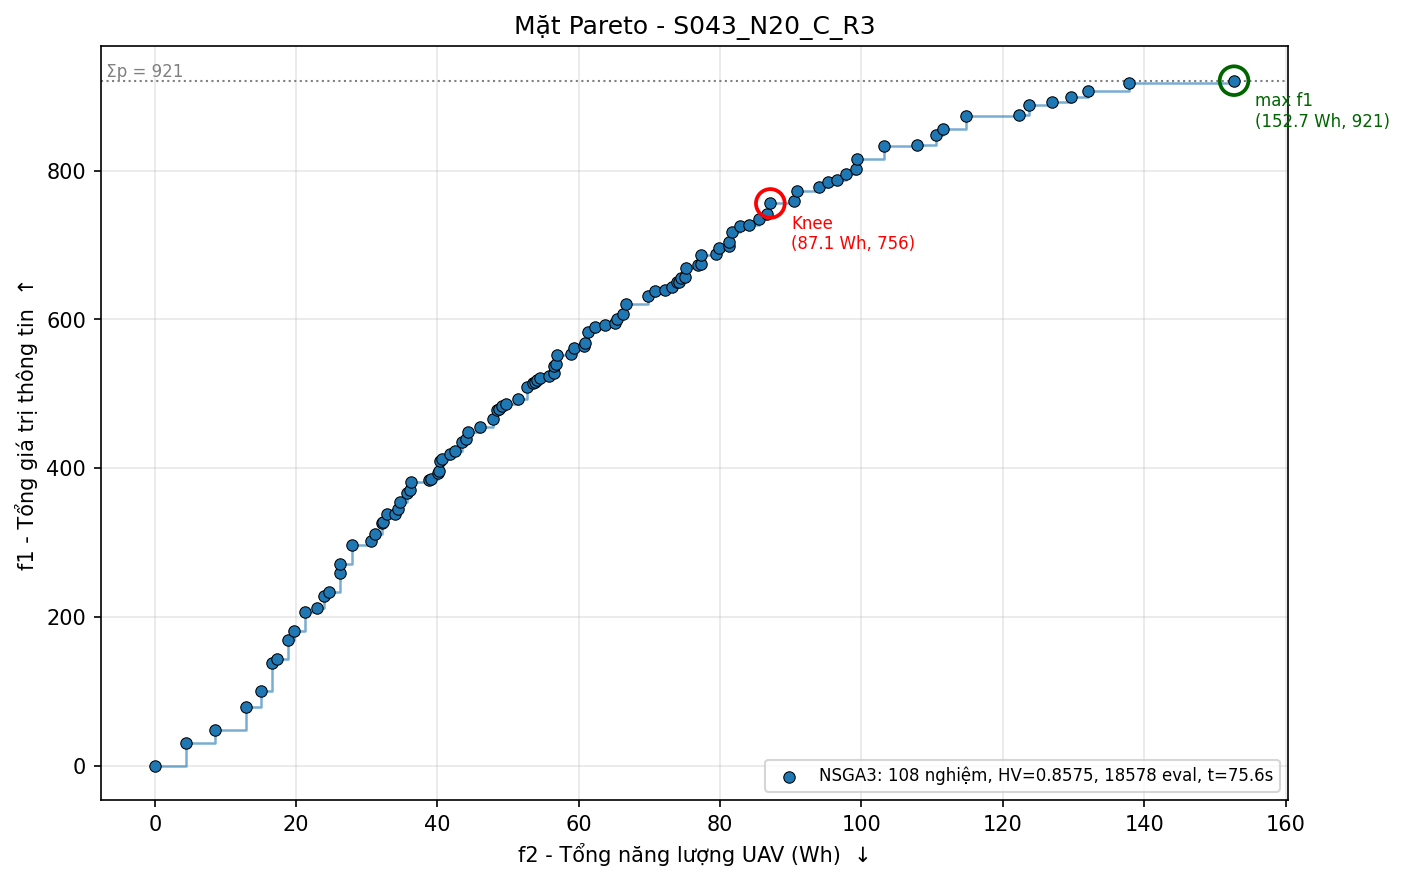 Mặt Pareto - S043_N20_C_R3
Σp = 921
max f1
(152.7 Wh, 921)
Knee
(87.1 Wh, 756)
f1 - Tổng giá trị thông tin ↑
800
600
400
200
0
NSGA3: 108 nghiệm, HV=0.8575, 18578 eval, t=75.6s
0 20 40 60 80 100 120 140 160
f2 - Tổng năng lượng UAV (Wh) ↓